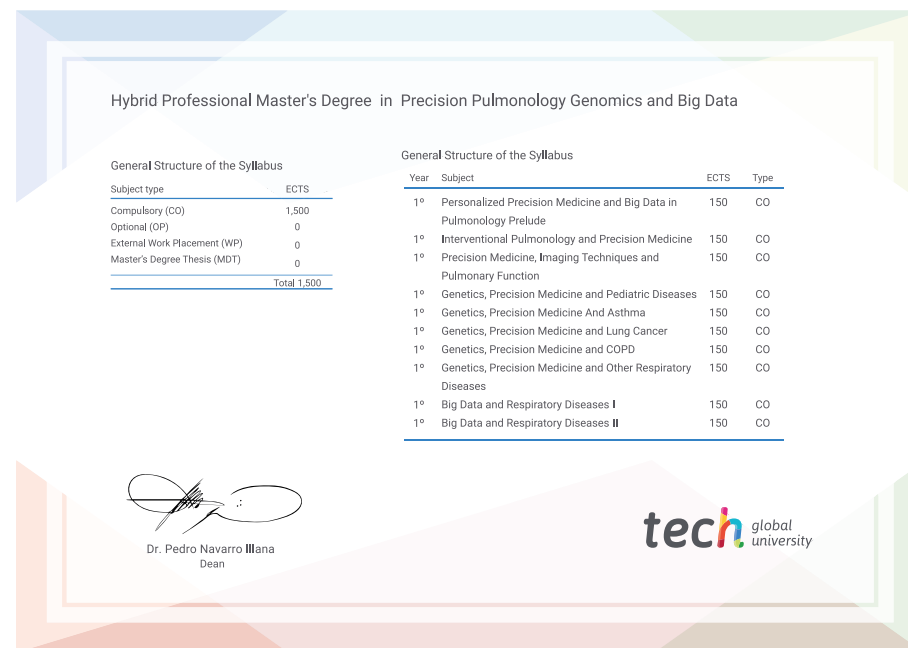 Hybrid Professional Master's Degree in Precision Pulmonology Genomics and Big Data
General Structure of the Syllabus
Subject type ECTS
Compulsory (CO) 1,500
Optional (OP) 0
External Work Placement (WP) 0
Master's Degree Thesis (MDT) 0
Total 1,500
General Structure of the Syllabus
Year Subject ECTS Type
1º Personalized Precision Medicine and Big Data in 150 CO
Pulmonology Prelude
1º Interventional Pulmonology and Precision Medicine 150 CO
1º Precision Medicine, Imaging Techniques and 150 CO
Pulmonary Function
1º Genetics, Precision Medicine and Pediatric Diseases 150 CO
1º Genetics, Precision Medicine And Asthma 150 CO
1º Genetics, Precision Medicine and Lung Cancer 150 CO
1º Genetics, Precision Medicine and COPD 150 CO
1º Genetics, Precision Medicine and Other Respiratory 150 CO
Diseases
1º Big Data and Respiratory Diseases I 150 CO
1º Big Data and Respiratory Diseases II 150 CO
Dr. Pedro Navarro Illana
Dean
tech global
university